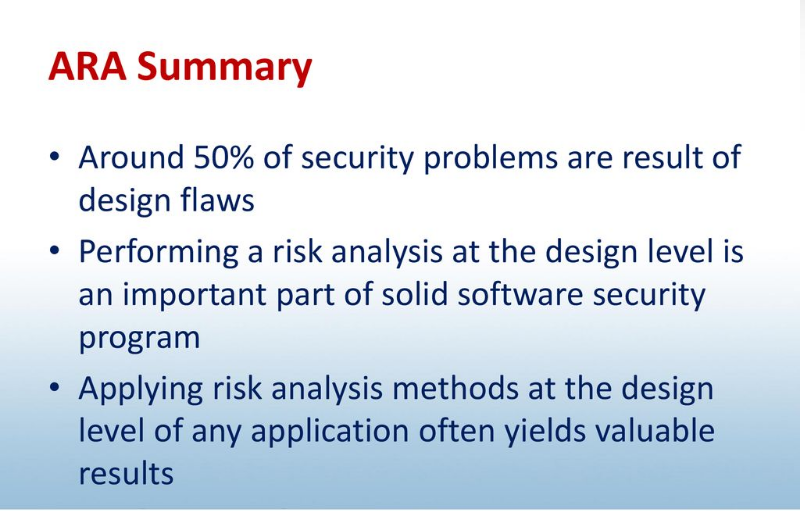 ARA Summary
• Around 50% of security problems are result of
design flaws
• Performing a risk analysis at the design level is
an important part of solid software security
program
• Applying risk analysis methods at the design
level of any application often yields valuable
results